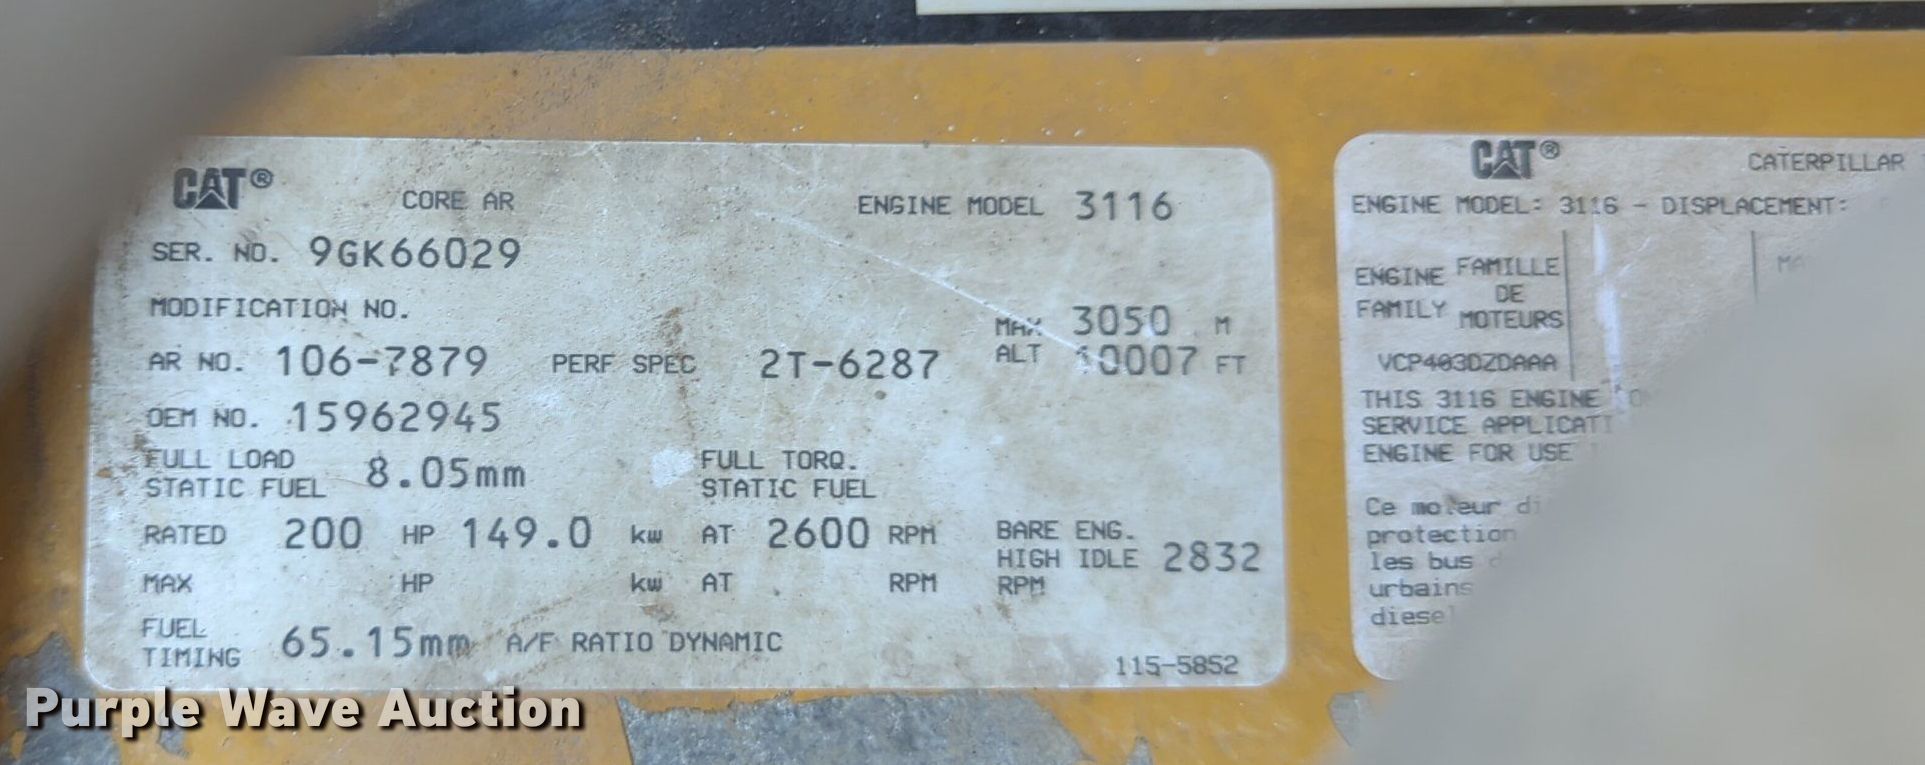 CAT®
CORE AR
ENGINE MODEL 3116
SER. NO. 9GK66029
MODIFICATION NO.
MAX ALT 3050 M
10007 FT
AR NO. 106-7879 PERF SPEC 2T-6287
OEM NO. 15962945
FULL LOAD
STATIC FUEL 8.05mm
FULL TORQ.
STATIC FUEL
RATED 200 HP 149.0 kw AT 2600 RPM
BARE ENG.
HIGH IDLE 2832
RPM
MAX HP kw AT RPM
FUEL
TIMING 65.15mm A/F RATIO DYNAMIC
115-5852
CAT®
CATERPILLAR
ENGINE MODEL: 3116 - DISPLACEMENT:
ENGINE
FAMILY
FAMILLE
DE
MOTEURS
VCP403DZDAAA
THIS 3116 ENGINE
SERVICE
ENGINE FOR USE
Ce moteur
protection
les bus
urbains
Purple Wave Auction